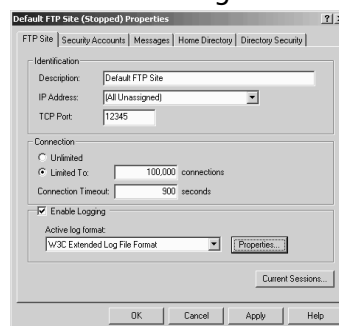 Default FTP Site (Stopped) Properties
FTP Site Security Accounts Messages Home Directory Directory Security
Identification
Description: Default FTP Site
IP Address: (All Unassigned)
TCP Port: 12345
Connection
Unlimited
Limited To: 100,000 connections
Connection Timeout: 900 seconds
Enable Logging
Active log format:
W3C Extended Log File Format Properties...
Current Sessions...
OK Cancel Apply Help